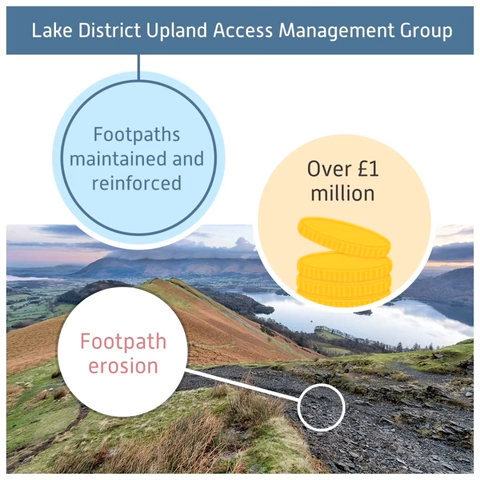 Lake District Upland Access Management Group
Footpaths
maintained and
reinforced
Over £1
million
Footpath
erosion